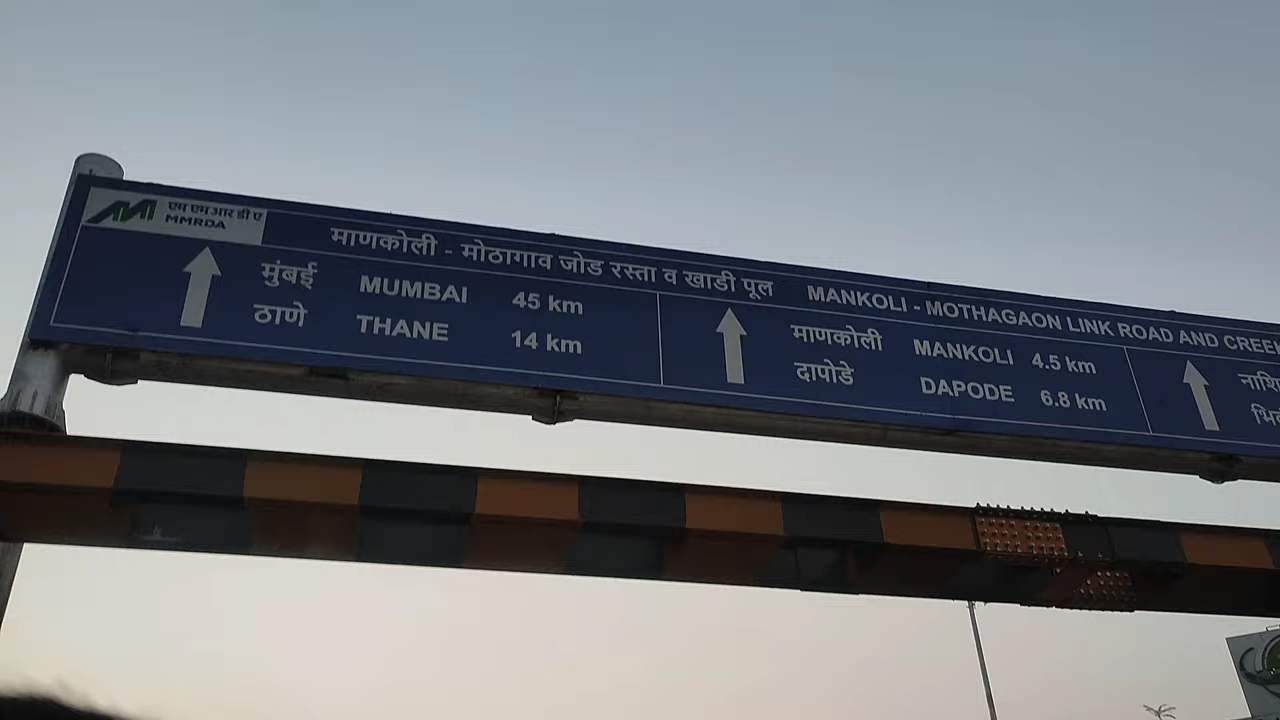 एम एम आर डी ए
MMRDA
माणकोली - मोठागाव जोड रस्ता व खाडी पूल MANKOLI - MOTHAGAON LINK ROAD AND CREEK
मुंबई MUMBAI 45 km
ठाणे THANE 14 km
माणकोली MANKOLI 4.5 km
दापोडे DAPODE 6.8 km